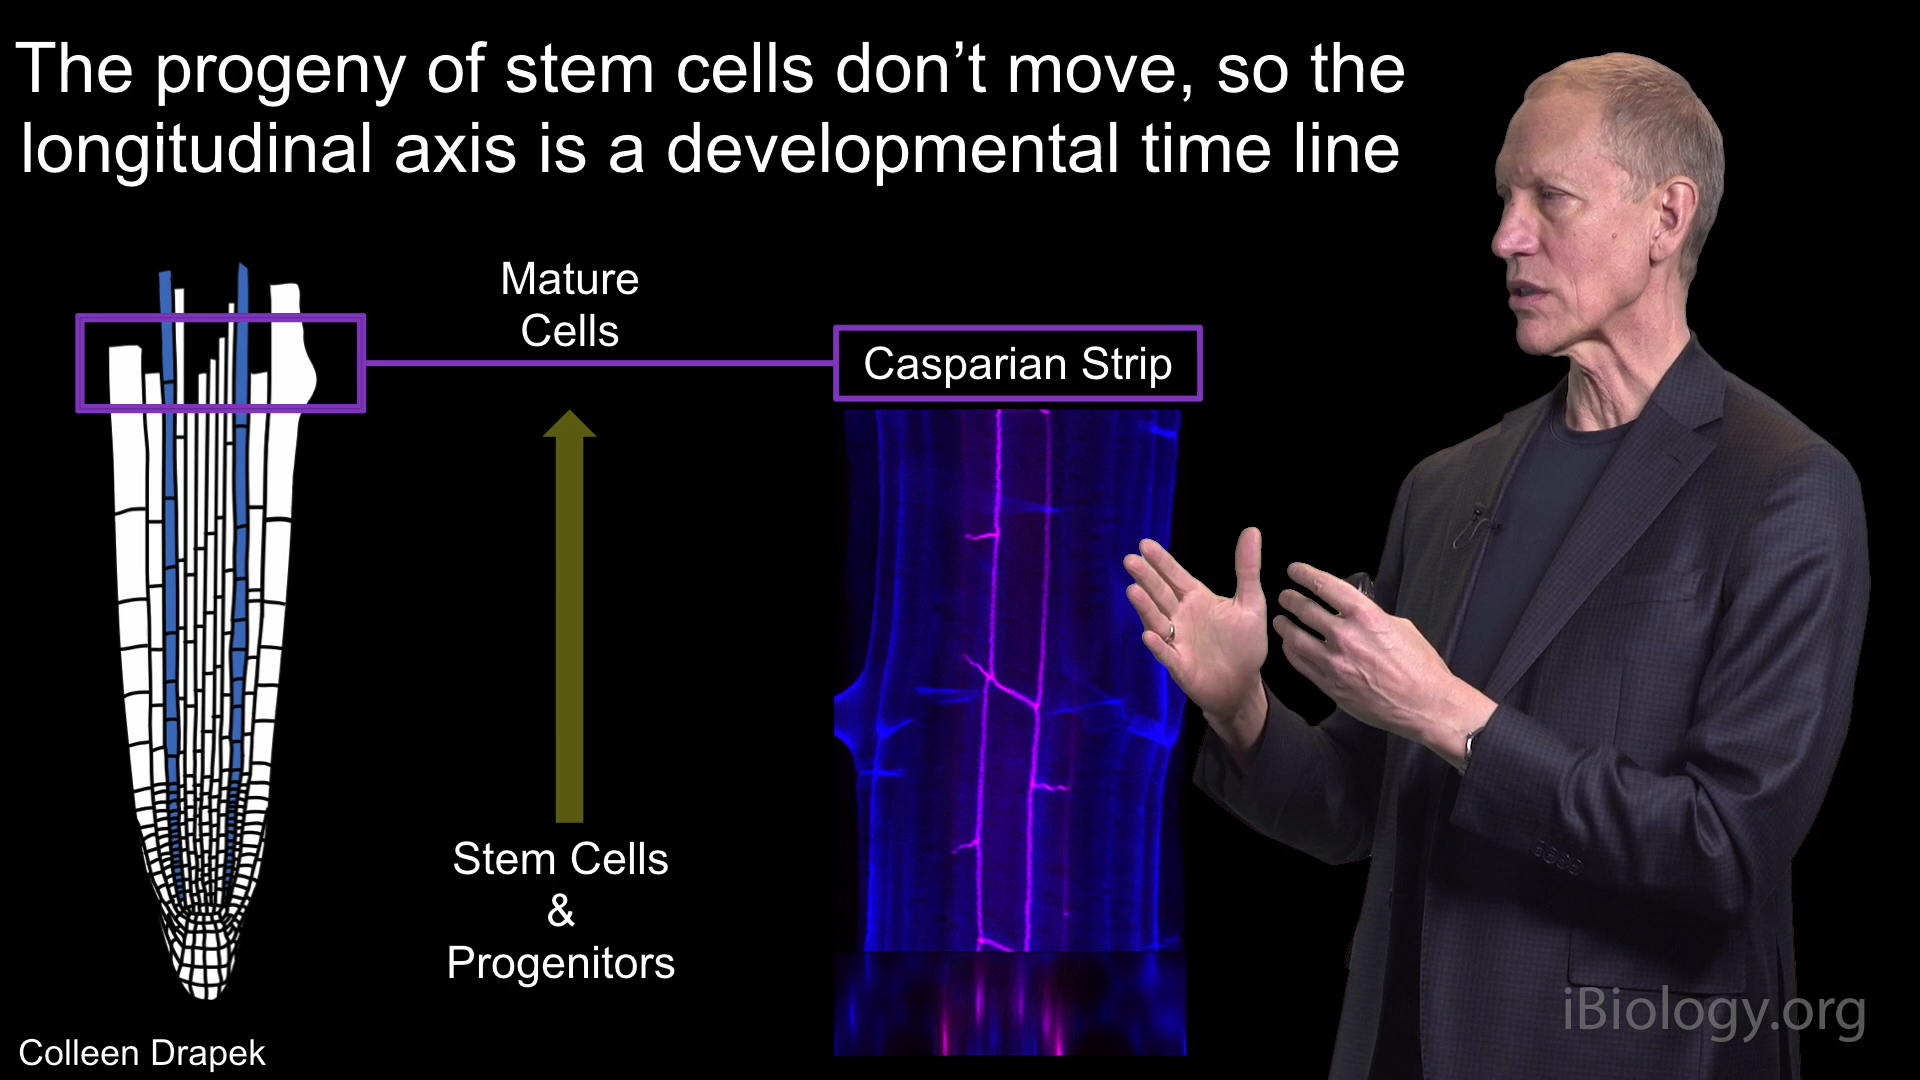 The progeny of stem cells don’t move, so the
longitudinal axis is a developmental time line
Mature
Cells
Casparian Strip
Stem Cells
&
Progenitors
Colleen Drapek
iBiology.org